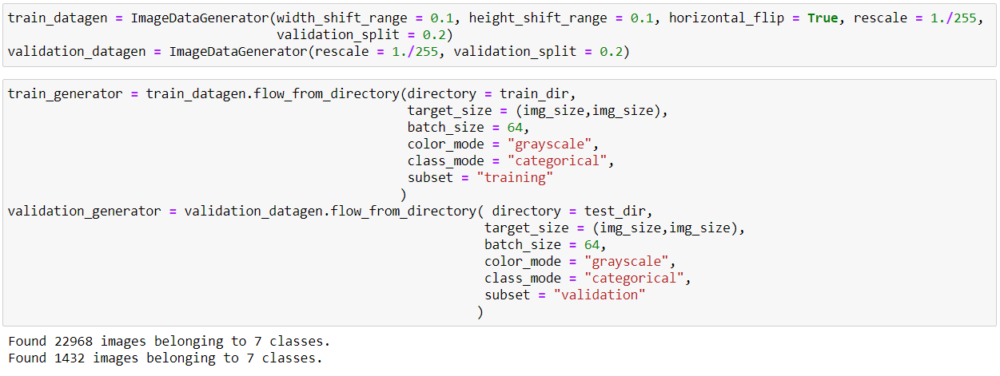 train_datagen = ImageDataGenerator(width_shift_range = 0.1, height_shift_range = 0.1, horizontal_flip = True, rescale = 1./255,
validation_split = 0.2)
validation_datagen = ImageDataGenerator(rescale = 1./255, validation_split = 0.2)
train_generator = train_datagen.flow_from_directory(directory = train_dir,
target_size = (img_size,img_size),
batch_size = 64,
color_mode = "grayscale",
class_mode = "categorical",
subset = "training"
)
validation_generator = validation_datagen.flow_from_directory( directory = test_dir,
target_size = (img_size,img_size),
batch_size = 64,
color_mode = "grayscale",
class_mode = "categorical",
subset = "validation"
)
Found 22968 images belonging to 7 classes.
Found 1432 images belonging to 7 classes.